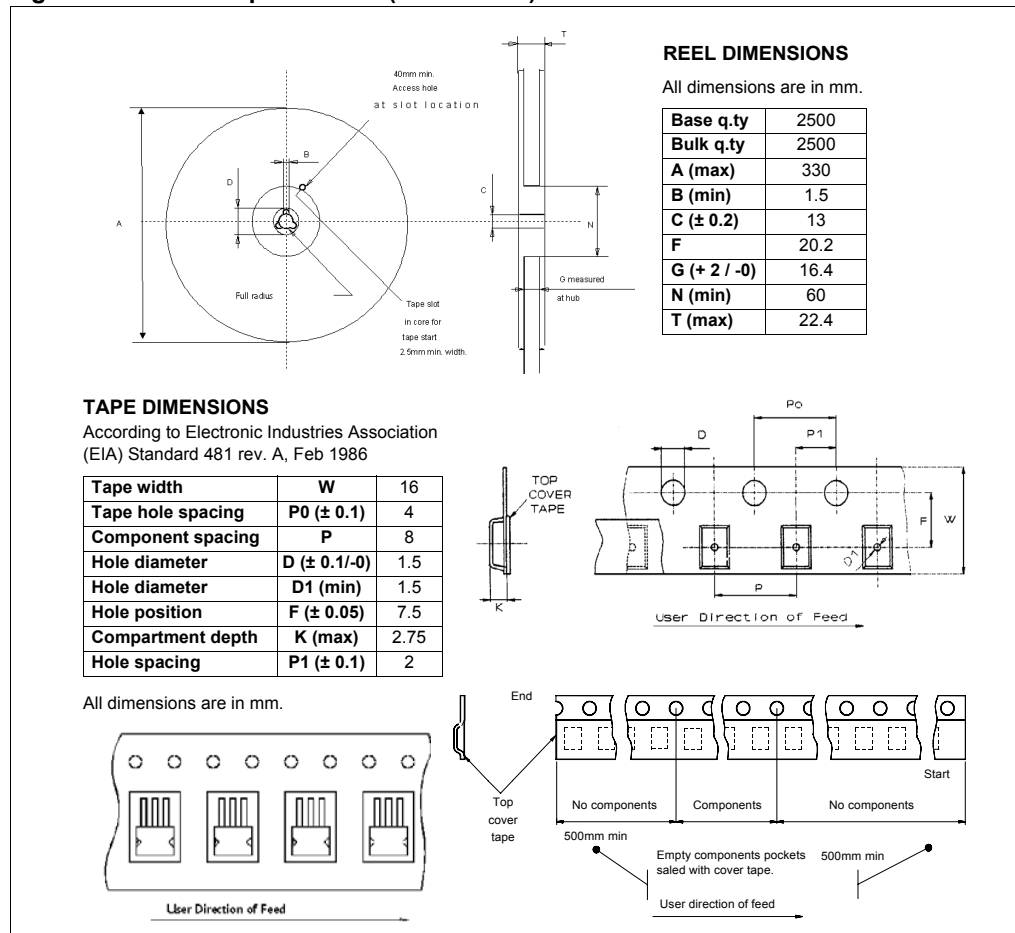 T
40mm min.
Access hole
at slot location
B
D
A
Full radius
Tape slot
in core for
tape start
2.5mm min. width.
C
N
G measured
at hub
REEL DIMENSIONS
All dimensions are in mm.
Base q.ty 2500
Bulk q.ty 2500
A (max) 330
B (min) 1.5
C (± 0.2) 13
F 20.2
G (+ 2 / -0) 16.4
N (min) 60
T (max) 22.4
TAPE DIMENSIONS
According to Electronic Industries Association
(EIA) Standard 481 rev. A, Feb 1986
Tape width W 16
Tape hole spacing P0 (± 0.1) 4
Component spacing P 8
Hole diameter D (± 0.1/-0) 1.5
Hole diameter D1 (min) 1.5
Hole position F (± 0.05) 7.5
Compartment depth K (max) 2.75
Hole spacing P1 (± 0.1) 2
All dimensions are in mm.
TOP
COVER
TAPE
K
Po
D
P1
F
W
D1
P
User Direction of Feed
User Direction of Feed
End
Start
Top
cover
tape
No components
Components
No components
500mm min
Empty components pockets
saled with cover tape.
500mm min
User direction of feed